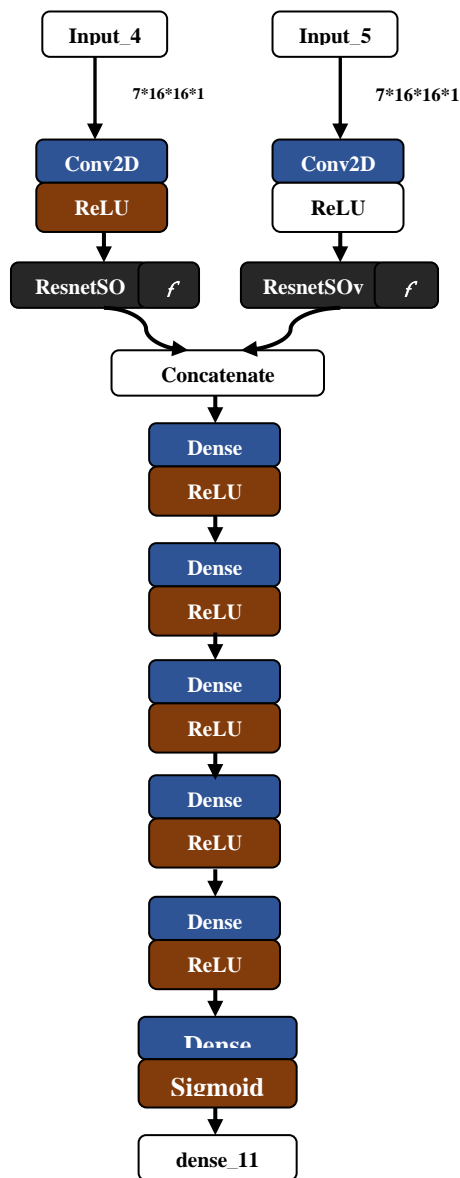 Input_4
Input_5
7*16*16*1
7*16*16*1
Conv2D
Conv2D
ReLU
ReLU
ResnetSO
f
ResnetSOv
f
Concatenate
Dense
ReLU
Dense
ReLU
Dense
ReLU
Dense
ReLU
Dense
ReLU
Dense
Sigmoid
dense_11